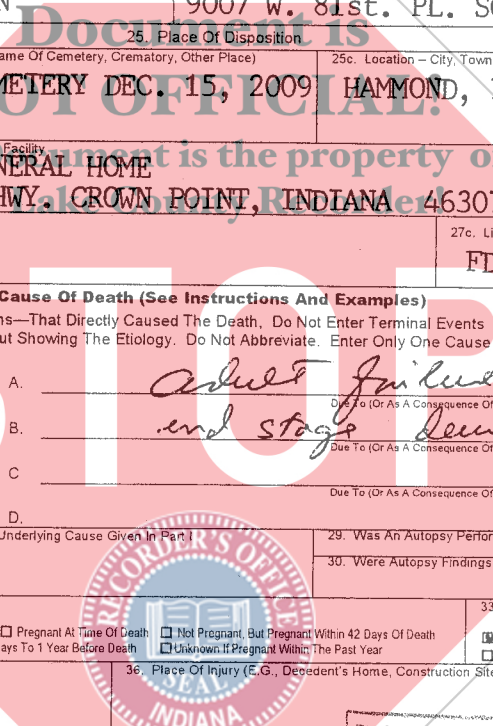 9007 W. 81st. PL.
25. Place Of Disposition
ame Of Cemetery, Crematory, Other Place)
25c. Location – City, Town
METERY DEC. 15, 2009
HAMMOND,
Facility
NERAL HOME
HWY. CROWN POINT, INDIANA 46307
27c. Li
FD
Cause Of Death (See Instructions And Examples)
ns—That Directly Caused The Death, Do Not Enter Terminal Events
ut Showing The Etiology. Do Not Abbreviate. Enter Only One Cause
A. adult failure
Due To (Or As A Consequence Of
B. end stage dem
Due To (Or As A Consequence Of
C
Due To (Or As A Consequence Of
D.
Underlying Cause Given In Part I
29. Was An Autopsy Perfor
30. Were Autopsy Findings
33
☐ Pregnant At Time Of Death ☐ Not Pregnant, But Pregnant Within 42 Days Of Death
ays To 1 Year Before Death ☐ Unknown If Pregnant Within The Past Year
36. Place Of Injury (E.G., Decedent's Home, Construction Site
Document is
NOT OFFICIAL!
ocument is the property o
Lake County Recorder!
STOP
RECORDER'S OFFICE
SEAL
INDIANA